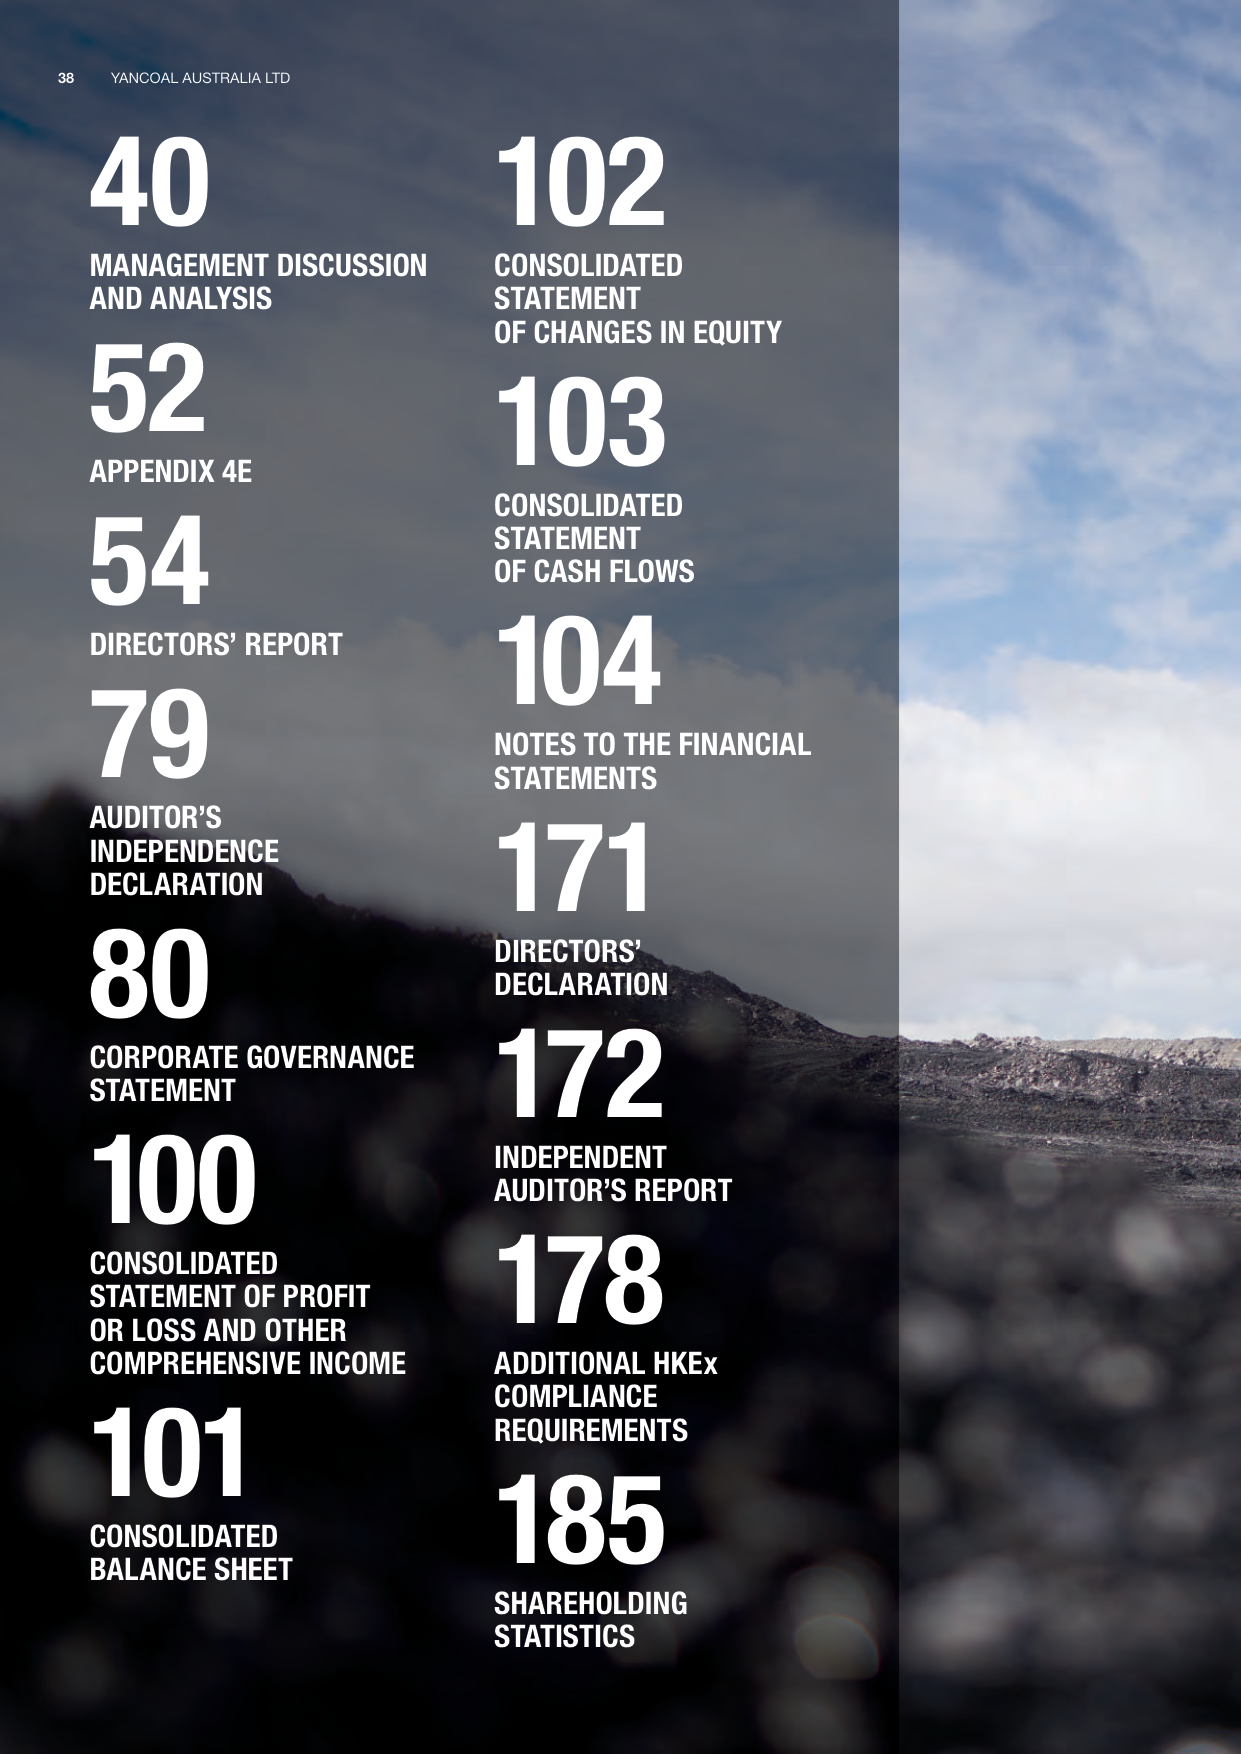 38 YANCOAL AUSTRALIA LTD
40
MANAGEMENT DISCUSSION
AND ANALYSIS
52
APPENDIX 4E
54
DIRECTORS’ REPORT
79
AUDITOR’S
INDEPENDENCE
DECLARATION
80
CORPORATE GOVERNANCE
STATEMENT
100
CONSOLIDATED
STATEMENT OF PROFIT
OR LOSS AND OTHER
COMPREHENSIVE INCOME
101
CONSOLIDATED
BALANCE SHEET
102
CONSOLIDATED
STATEMENT
OF CHANGES IN EQUITY
103
CONSOLIDATED
STATEMENT
OF CASH FLOWS
104
NOTES TO THE FINANCIAL
STATEMENTS
171
DIRECTORS’
DECLARATION
172
INDEPENDENT
AUDITOR’S REPORT
178
ADDITIONAL HKEx
COMPLIANCE
REQUIREMENTS
185
SHAREHOLDING
STATISTICS